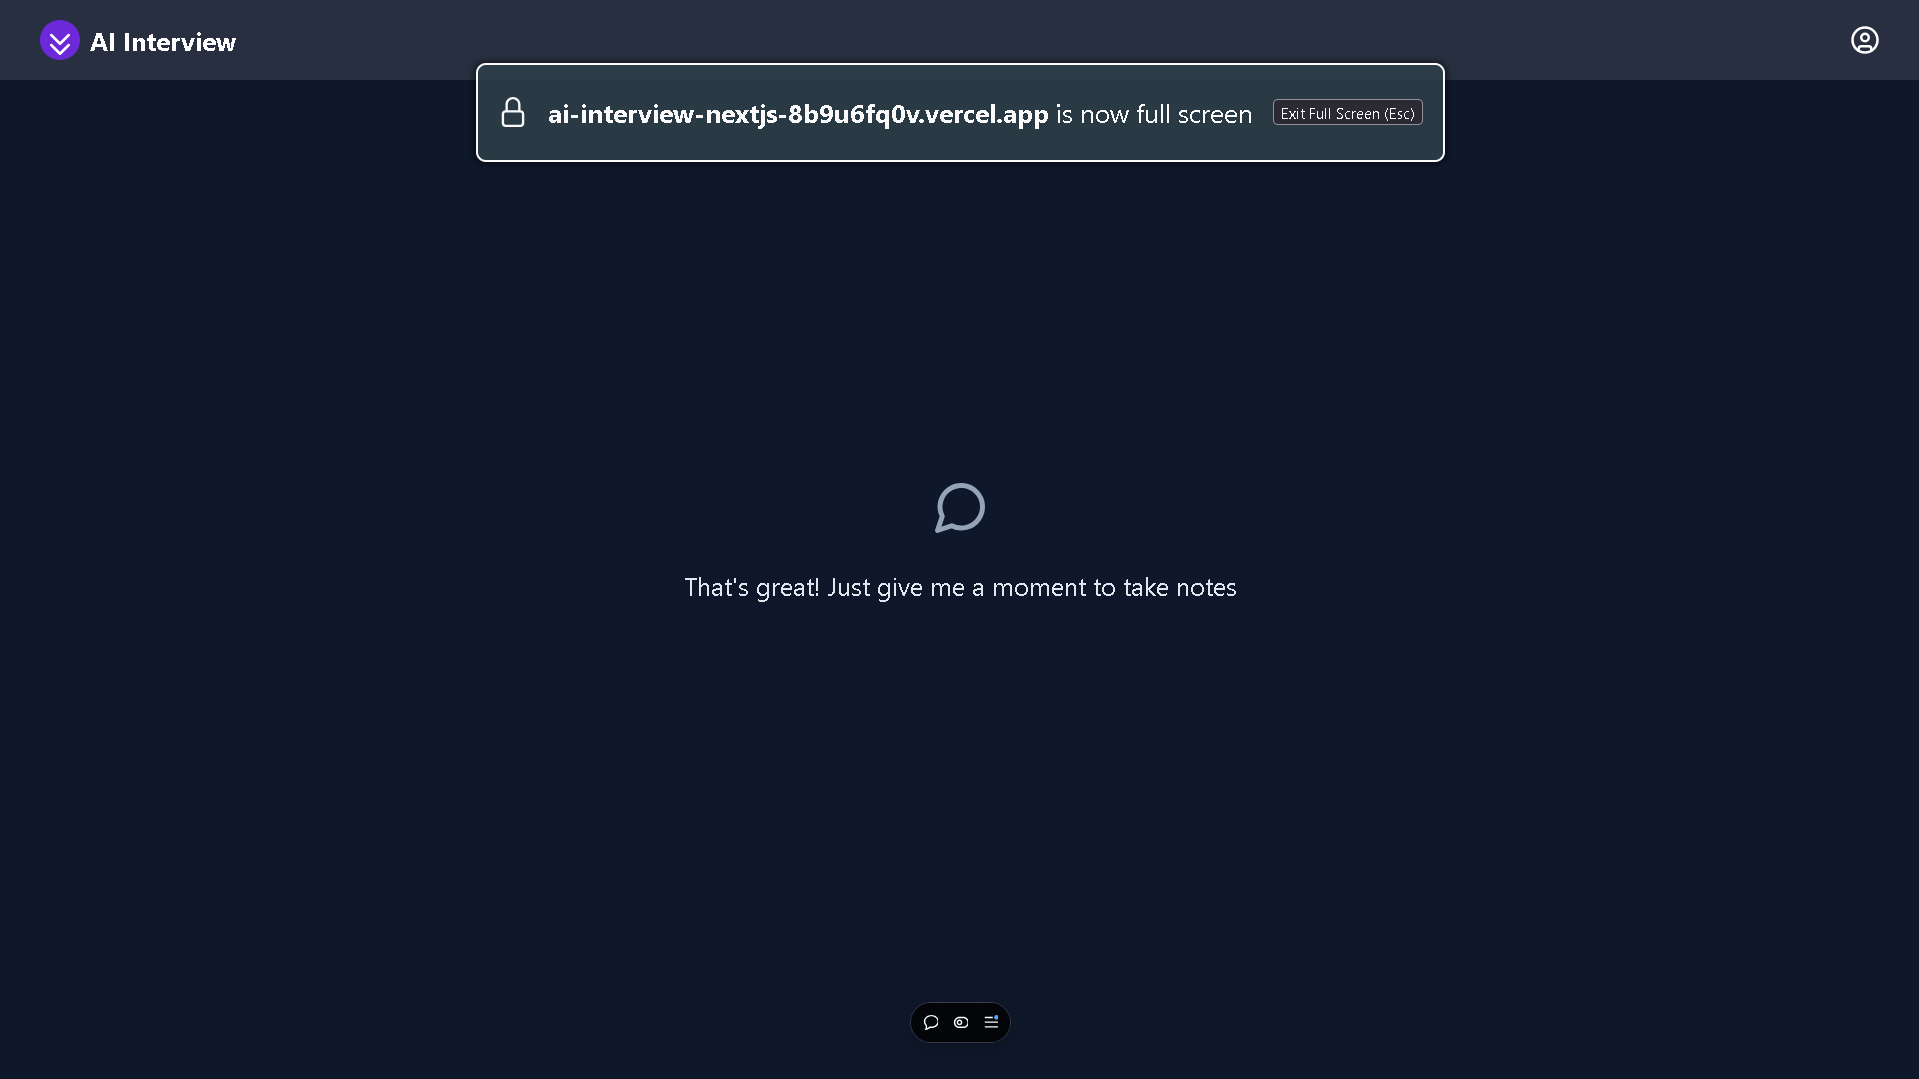 AI Interview
ai-interview-nextjs-8b9u6fq0v.vercel.app is now full screen
Exit Full Screen (Esc)
That's great! Just give me a moment to take notes